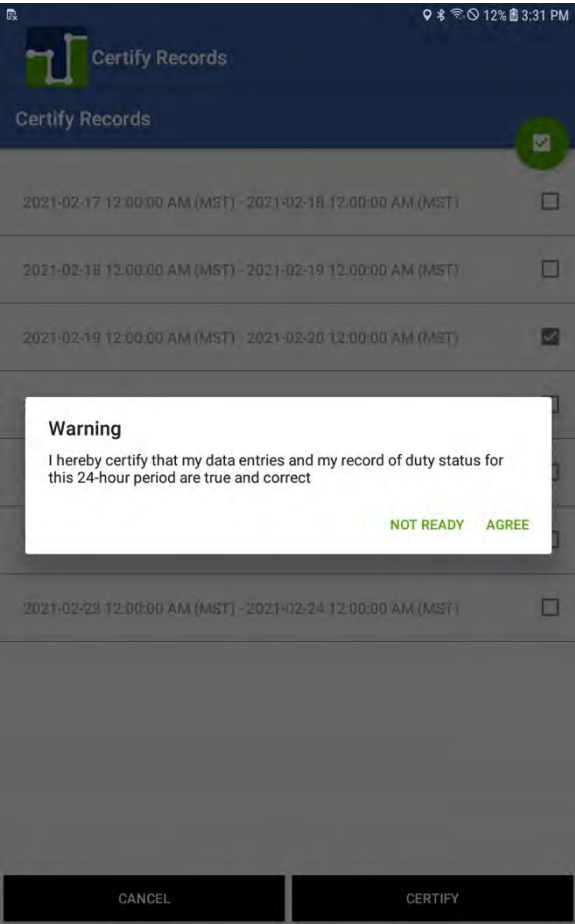 12% 3:31 PM
Certify Records
Certify Records
2021-02-17 12:00:00 AM (MST) - 2021-02-18 12:00:00 AM (MST)
2021-02-18 12:00:00 AM (MST) - 2021-02-19 12:00:00 AM (MST)
2021-02-19 12:00:00 AM (MST) - 2021-02-20 12:00:00 AM (MST)
Warning
I hereby certify that my data entries and my record of duty status for
this 24-hour period are true and correct
NOT READY AGREE
2021-02-23 12:00:00 AM (MST) - 2021-02-24 12:00:00 AM (MST)
CANCEL CERTIFY